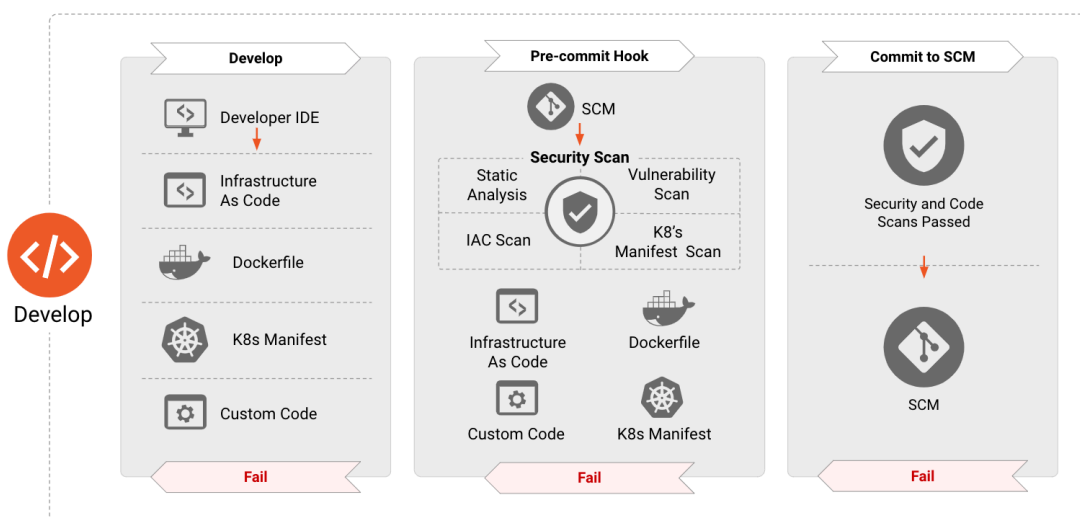 Develop
Develop
Developer IDE
Infrastructure
As Code
Dockerfile
K8s Manifest
Custom Code
Fail
Pre-commit Hook
SCM
Security Scan
Static
Analysis
Vulnerability
Scan
IAC Scan
K8's
Manifest Scan
Infrastructure
As Code
Dockerfile
Custom Code
K8s Manifest
Fail
Commit to SCM
Security and Code
Scans Passed
SCM
Fail